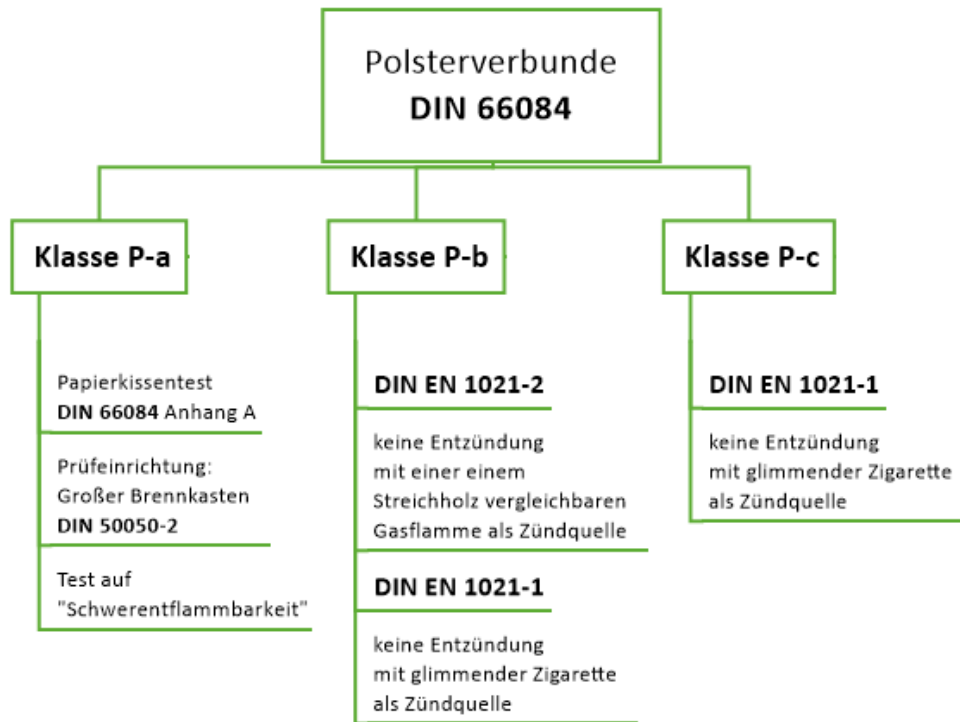 Polsterverbunde
DIN 66084
Klasse P-a
Papierkissentest
DIN 66084 Anhang A
Prüfeinrichtung:
Großer Brennkasten
DIN 50050-2
Test auf
"Schwerentflammbarkeit"
Klasse P-b
DIN EN 1021-2
keine Entzündung
mit einer einem
Streichholz vergleichbaren
Gasflamme als Zündquelle
DIN EN 1021-1
keine Entzündung
mit glimmender Zigarette
als Zündquelle
Klasse P-c
DIN EN 1021-1
keine Entzündung
mit glimmender Zigarette
als Zündquelle